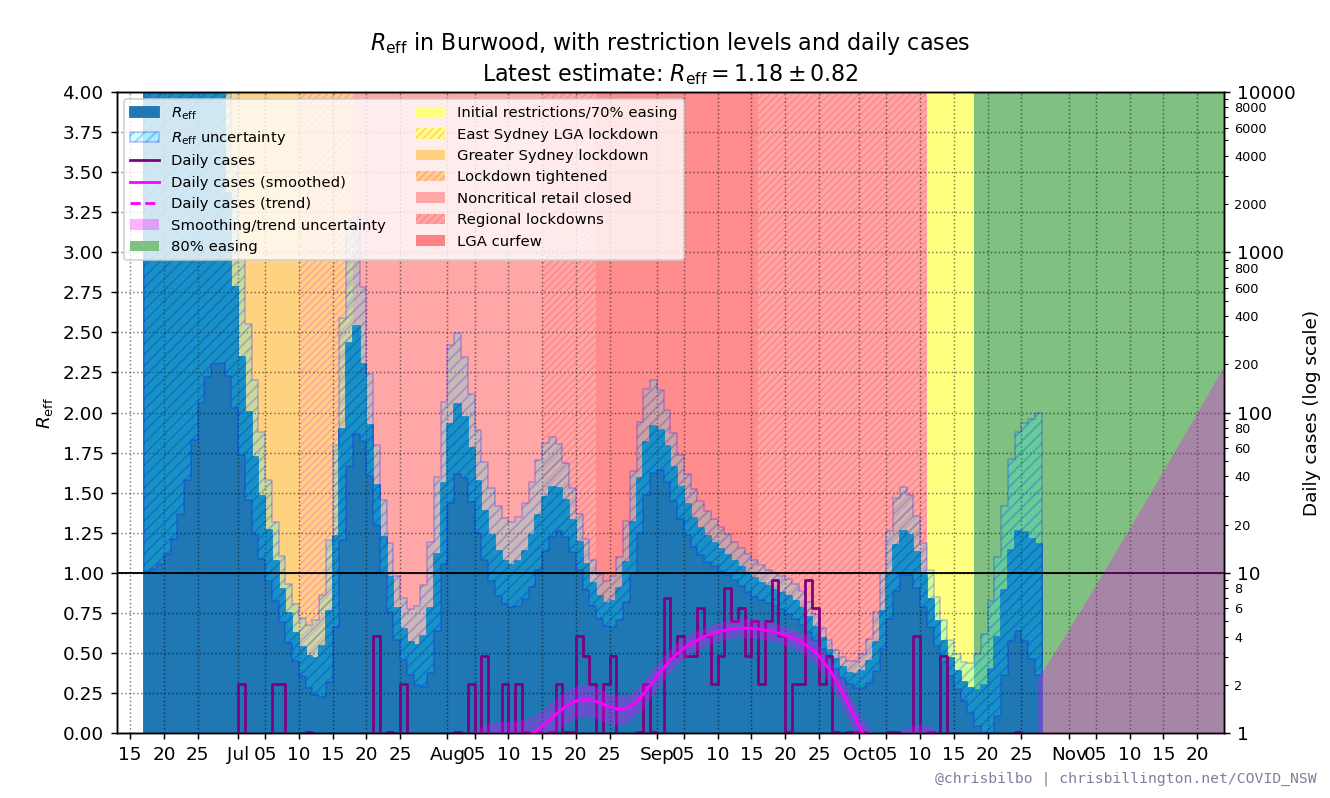 Reff in Burwood, with restriction levels and daily cases
Latest estimate: Reff = 1.18 ± 0.82
4.00
3.75
3.50
3.25
3.00
2.75
2.50
2.25
2.00
1.75
1.50
1.25
1.00
0.75
0.50
0.25
0.00
Reff
Reff
Reff uncertainty
Daily cases
Daily cases (smoothed)
Daily cases (trend)
Smoothing/trend uncertainty
80% easing
Initial restrictions/70% easing
East Sydney LGA lockdown
Greater Sydney lockdown
Lockdown tightened
Noncritical retail closed
Regional lockdowns
LGA curfew
10000
8000
6000
4000
2000
1000
800
600
400
200
100
80
60
40
20
10
8
6
4
2
1
Daily cases (log scale)
15 20 25 Jul 05 10 15 20 25 Aug 05 10 15 20 25 Sep 05 10 15 20 25 Oct 05 10 15 20 25 Nov 05 10 15 20
@chrisbilbo | chrisbillington.net/COVID_NSW